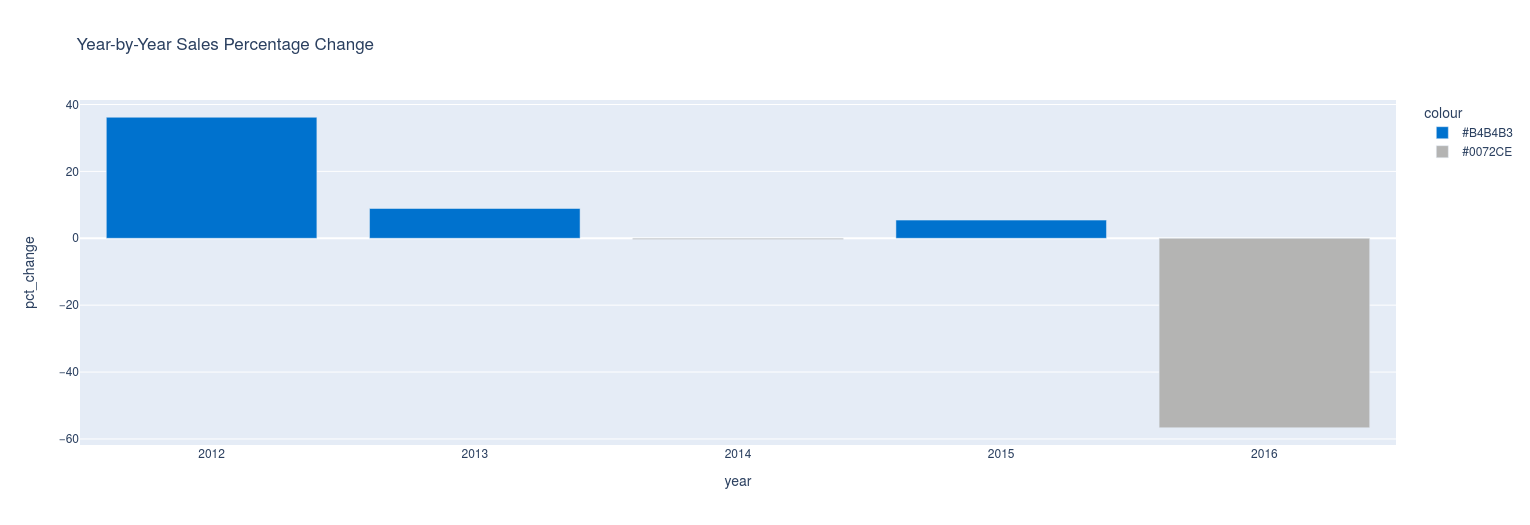 Year-by-Year Sales Percentage Change
colour
#B4B4B3
#0072CE
pct_change
40
20
0
−20
−40
−60
2012
2013
2014
2015
2016
year